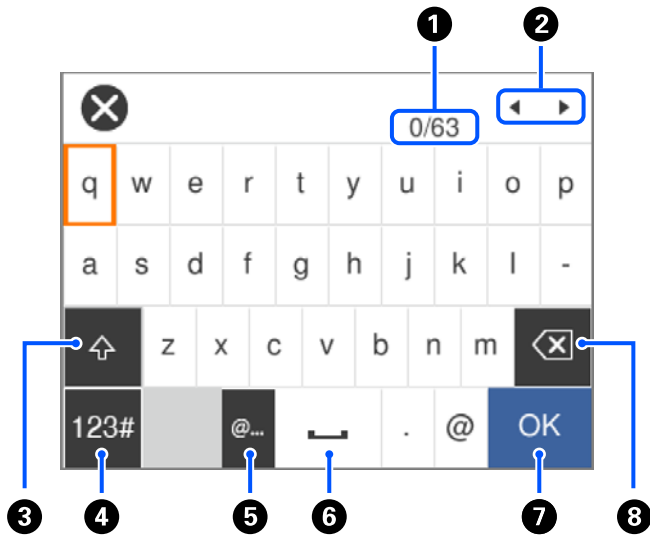 1 2
0/63
q w e r t y u i o p
a s d f g h j k l -
z x c v b n m
123# @... . @ OK
3 4 5 6 7 8